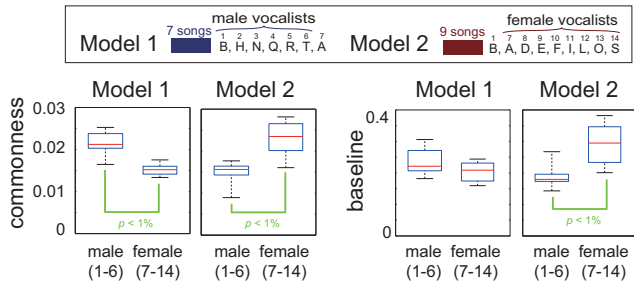 male vocalists
female vocalists
7 songs
9 songs
Model 1
Model 2
1 2 3 4 5 6 7
B, H, N, Q, R, T, A
1 7 8 9 10 11 12 13 14
B, A, D, E, F, I, L, O, S
Model 1
Model 2
Model 1
Model 2
commonness
0.03
0.02
0.01
0
p < 1%
p < 1%
male
(1-6)
female
(7-14)
male
(1-6)
female
(7-14)
baseline
0.4
0
p < 1%
male
(1-6)
female
(7-14)
male
(1-6)
female
(7-14)